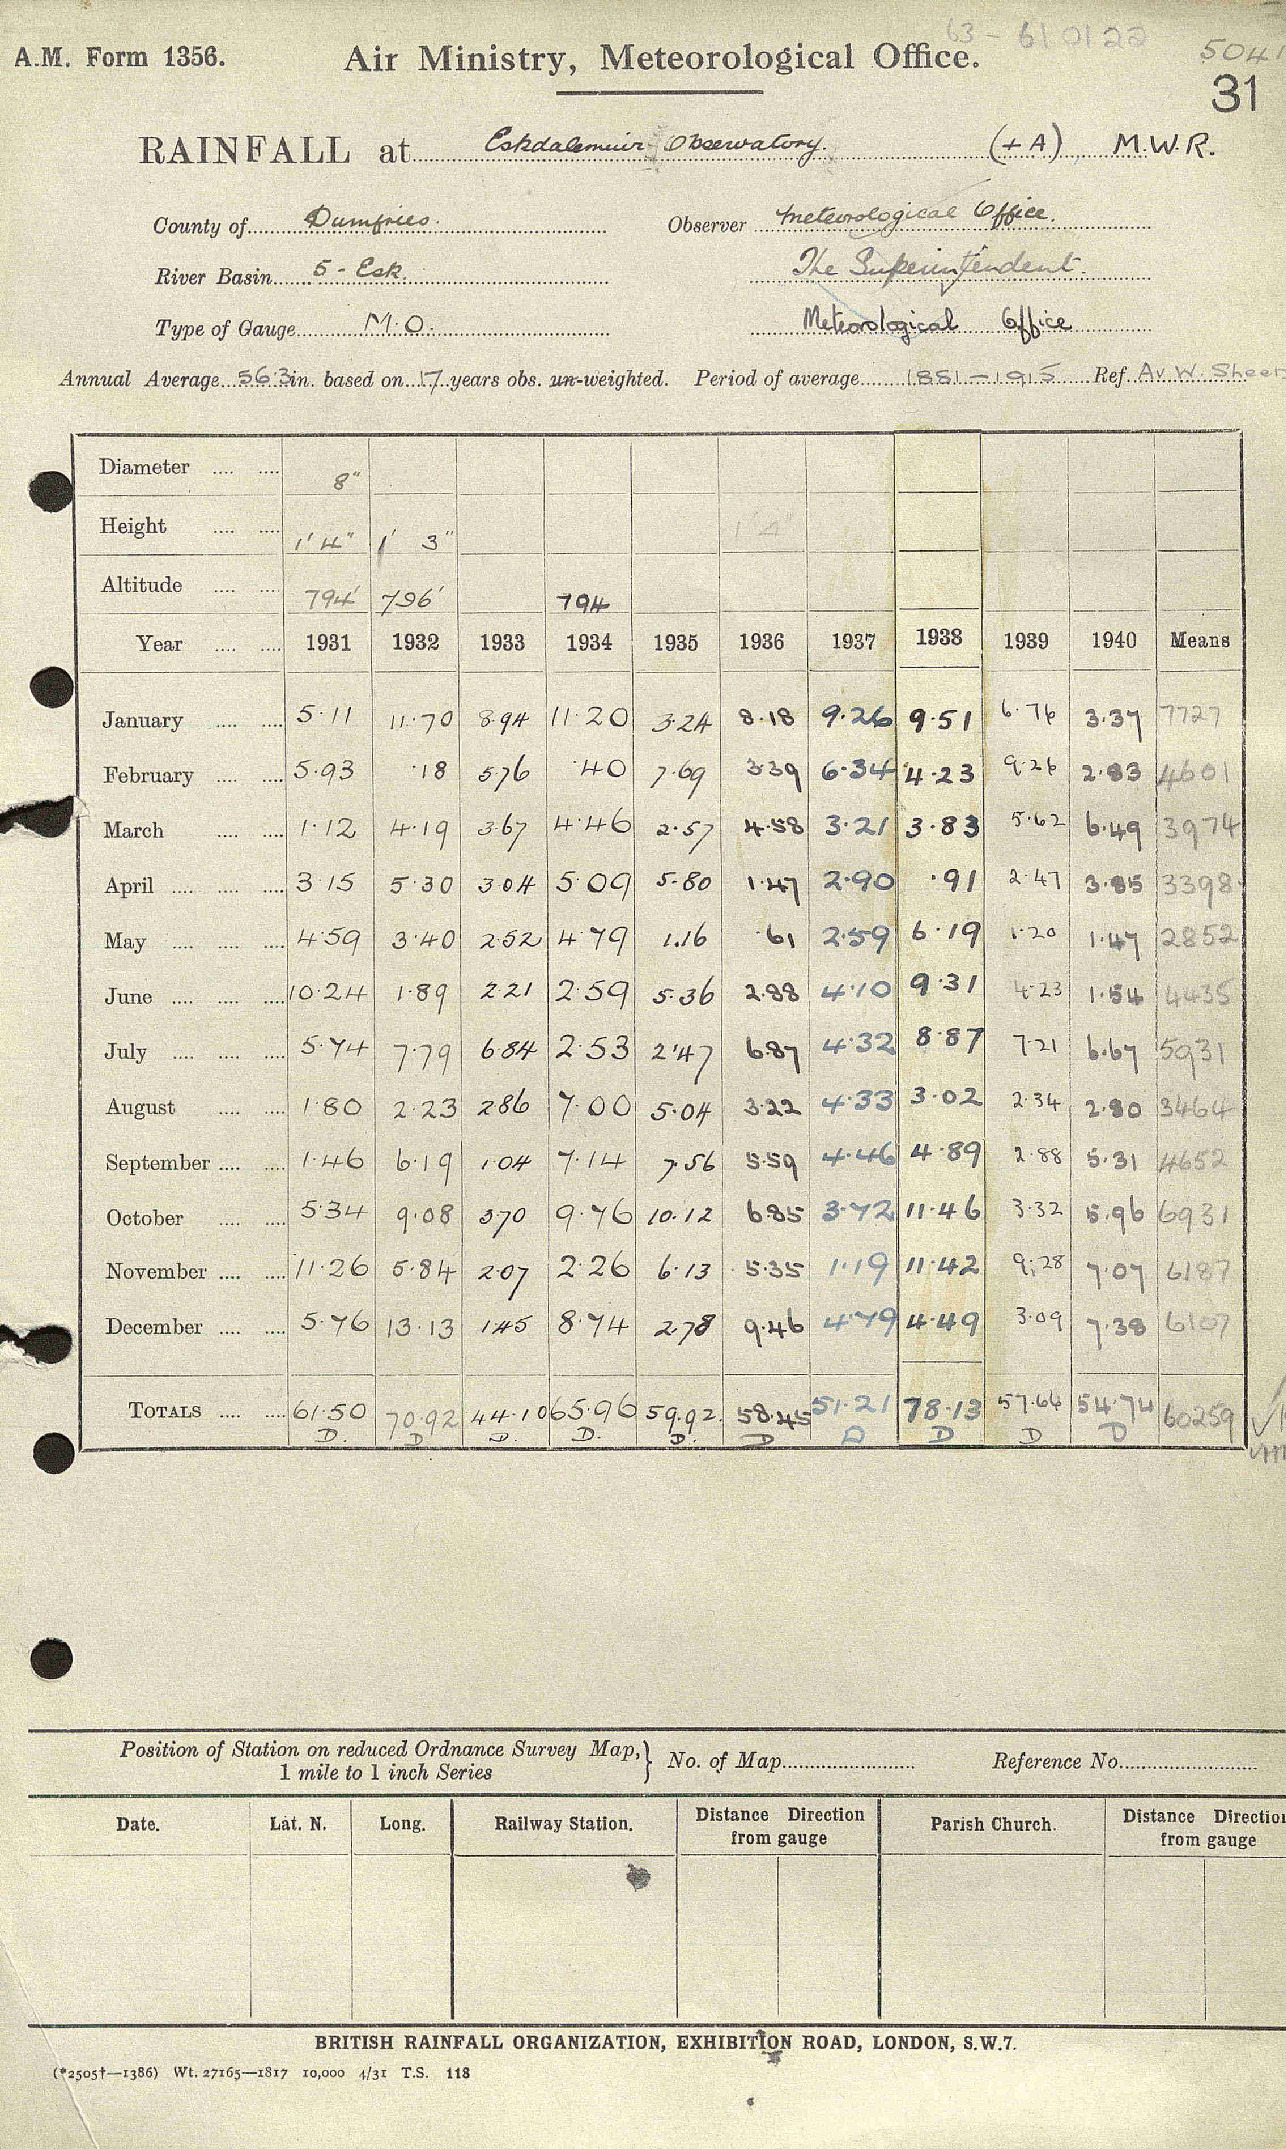 63 - 610122
5041
A.M. Form 1356. Air Ministry, Meteorological Office.
31
RAINFALL at Eskdalemuir Observatory. (+A) M.W.R.
County of Dumfries. Observer Meteorological Office.
River Basin 5 - Esk. The Superintendent.
Type of Gauge M.O. Meteorological Office
Annual Average 56.3 in. based on 17 years obs. un-weighted. Period of average 1881-1915 Ref. Av W. Sheet
Diameter 8"
Height 1' 4" 1' 3" 1' 4"
Altitude 794' 796' 794
Year 1931 1932 1933 1934 1935 1936 1937 1938 1939 1940 Means
January 5.11 11.70 8.94 11.20 3.24 8.18 9.26 9.51 6.76 3.37 7727
February 5.93 .18 5.76 .40 7.69 3.39 6.34 4.23 9.26 2.83 4601
March 1.12 4.19 3.67 4.46 2.57 4.58 3.21 3.83 5.62 6.49 3974
April 3.15 5.30 3.04 5.09 5.80 1.47 2.90 .91 2.47 3.85 3398
May 4.59 3.40 2.52 4.79 1.16 .61 2.59 6.19 1.20 1.47 2852
June 10.24 1.89 2.21 2.59 5.36 2.88 4.10 9.31 4.23 1.54 4435
July 5.74 7.79 6.84 2.53 2.47 6.87 4.32 8.87 7.21 6.67 5931
August 1.80 2.23 2.86 7.00 5.04 3.22 4.33 3.02 2.34 2.80 3464
September 1.46 6.19 1.04 7.14 7.56 5.59 4.46 4.89 2.88 5.31 4652
October 5.34 9.08 3.70 9.76 10.12 6.85 3.72 11.46 3.32 5.96 6931
November 11.26 5.84 2.07 2.26 6.13 5.35 1.19 11.42 9.28 7.07 6187
December 5.76 13.13 1.45 8.74 2.78 9.46 4.79 4.49 3.09 7.38 6107
TOTALS 61.50 70.92 44.10 65.96 59.92 58.45 51.21 78.13 57.66 54.74 60259
D. D D. D. D. D D D D D
Position of Station on reduced Ordnance Survey Map, } No. of Map Reference No.
1 mile to 1 inch Series
Date. Lat. N. Long. Railway Station. Distance Direction from gauge Parish Church. Distance Direction from gauge
BRITISH RAINFALL ORGANIZATION, EXHIBITION ROAD, LONDON, S.W.7.
(*2505†—1386) Wt. 27165—1817 10,000 4/31 T.S. 118